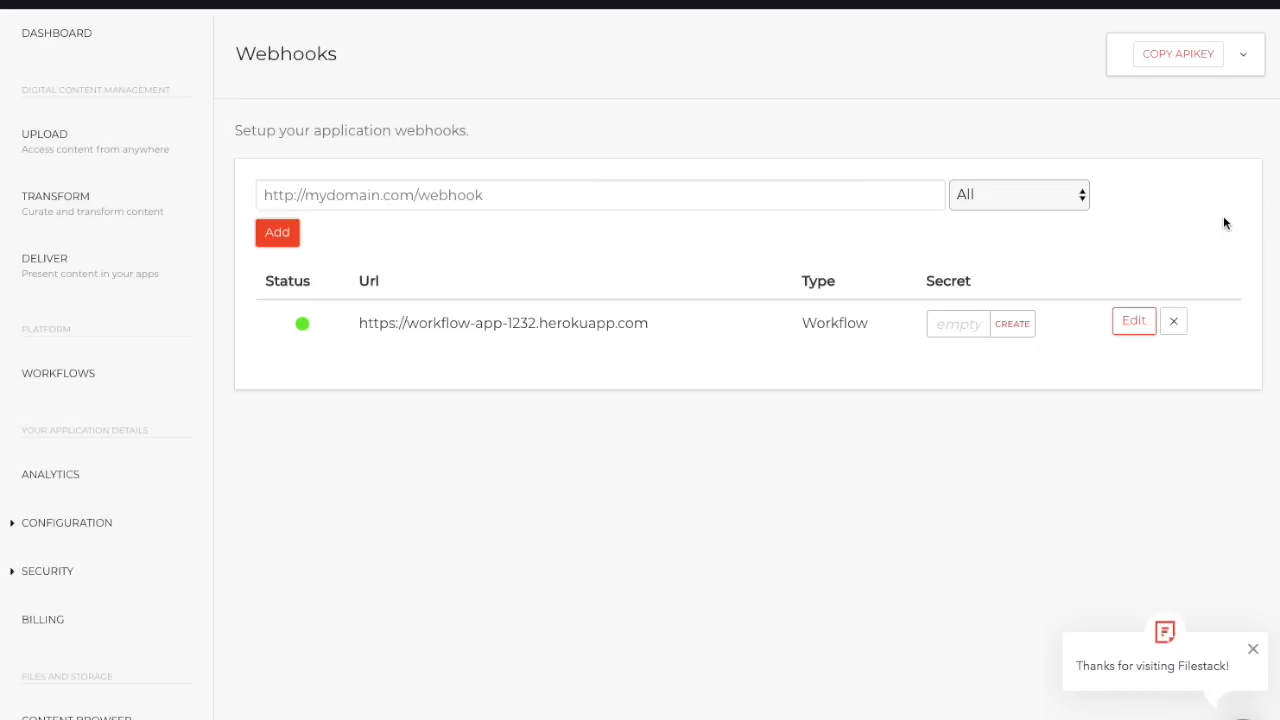 DASHBOARD
DIGITAL CONTENT MANAGEMENT
UPLOAD
Access content from anywhere
TRANSFORM
Curate and transform content
DELIVER
Present content in your apps
PLATFORM
WORKFLOWS
YOUR APPLICATION DETAILS
ANALYTICS
CONFIGURATION
SECURITY
BILLING
FILES AND STORAGE
CONTENT BROWSER
Webhooks
COPY APIKEY
Setup your application webhooks.
http://mydomain.com/webhook All
Add
Status Url Type Secret
https://workflow-app-1232.herokuapp.com Workflow empty CREATE Edit ×
Thanks for visiting Filestack!